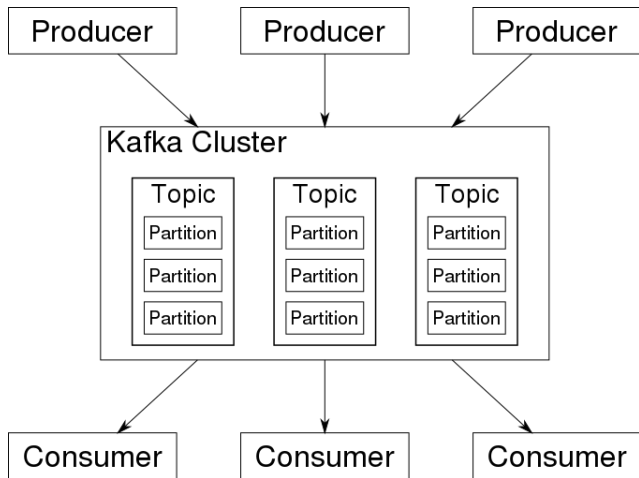 Producer Producer Producer
Kafka Cluster
Topic Topic Topic
Partition Partition Partition
Partition Partition Partition
Partition Partition Partition
Consumer Consumer Consumer